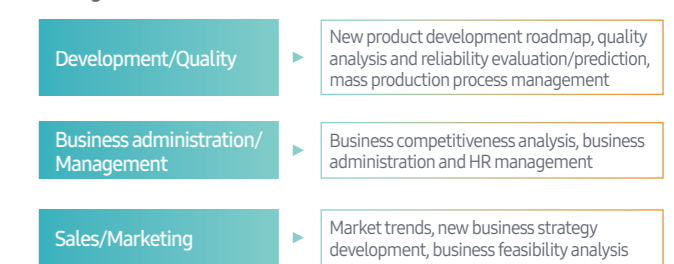 Development/Quality
New product development roadmap, quality
analysis and reliability evaluation/prediction,
mass production process management
Business administration/
Management
Business competitiveness analysis, business
administration and HR management
Sales/Marketing
Market trends, new business strategy
development, business feasibility analysis